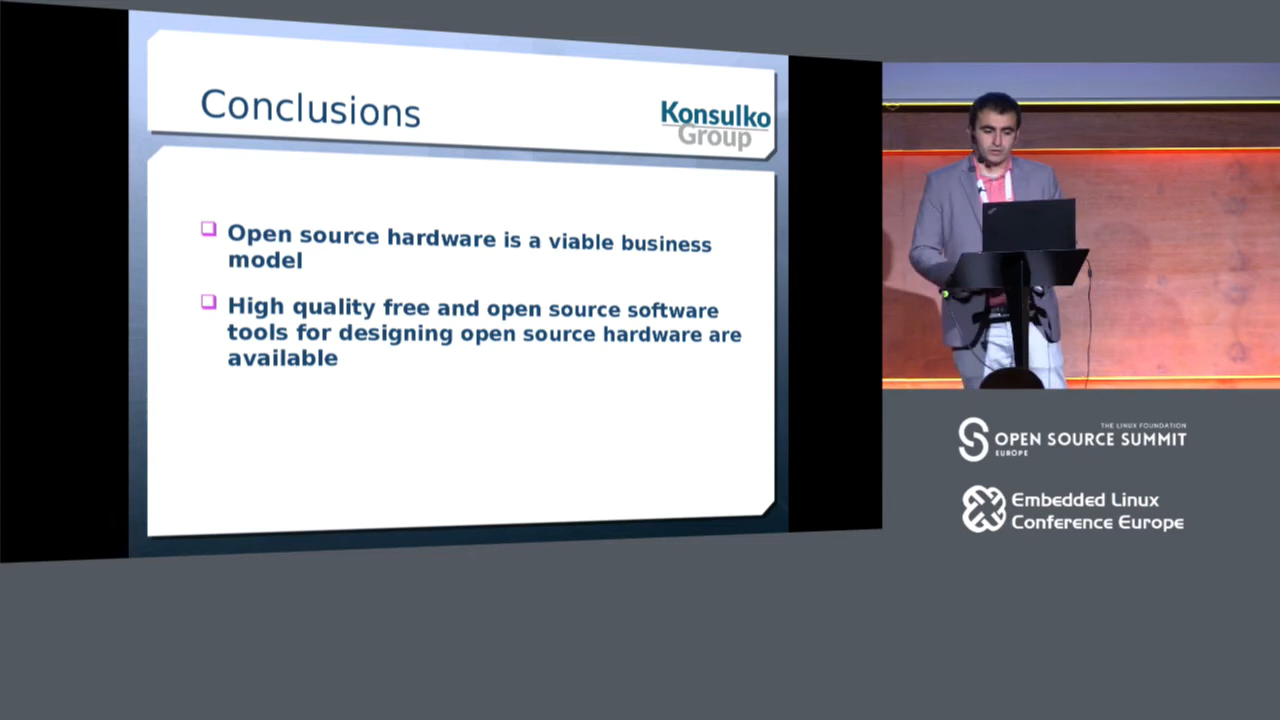 Conclusions
Konsulko
Group
Open source hardware is a viable business
model
High quality free and open source software
tools for designing open source hardware are
available
THE LINUX FOUNDATION
OPEN SOURCE SUMMIT
EUROPE
Embedded Linux
Conference Europe